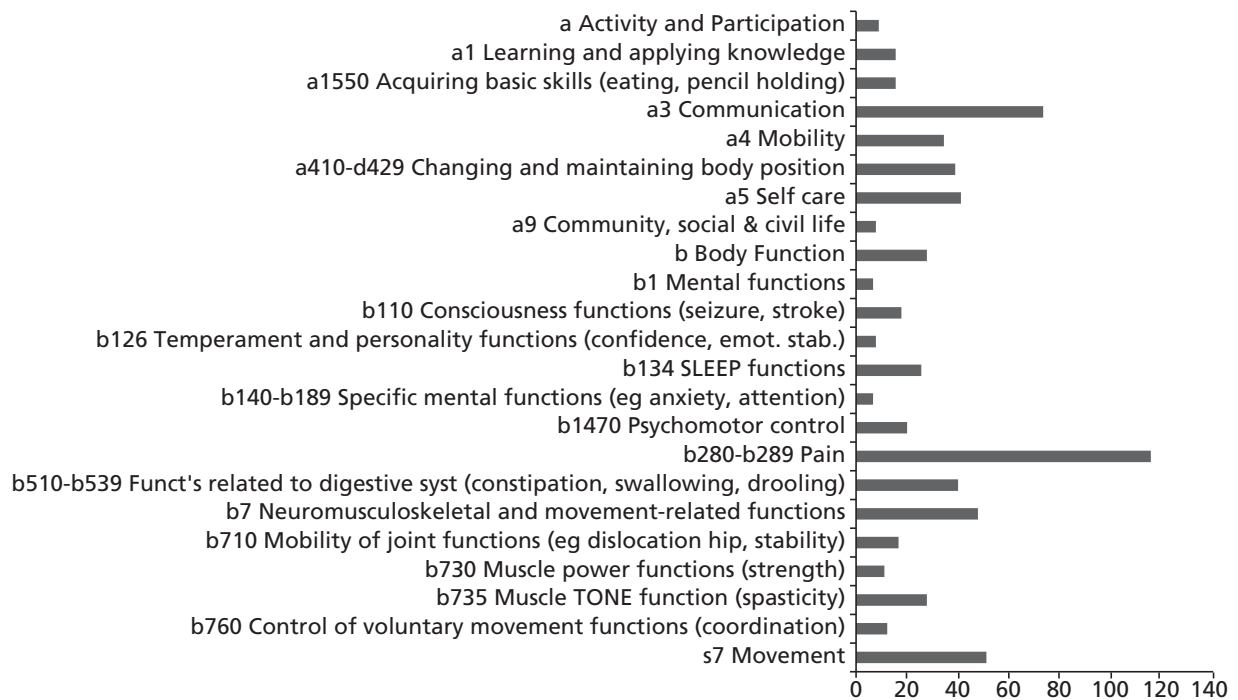 a Activity and Participation
a1 Learning and applying knowledge
a1550 Acquiring basic skills (eating, pencil holding)
a3 Communication
a4 Mobility
a410-d429 Changing and maintaining body position
a5 Self care
a9 Community, social & civil life
b Body Function
b1 Mental functions
b110 Consciousness functions (seizure, stroke)
b126 Temperament and personality functions (confidence, emot. stab.)
b134 SLEEP functions
b140-b189 Specific mental functions (eg anxiety, attention)
b1470 Psychomotor control
b280-b289 Pain
b510-b539 Funct's related to digestive syst (constipation, swallowing, drooling)
b7 Neuromusculoskeletal and movement-related functions
b710 Mobility of joint functions (eg dislocation hip, stability)
b730 Muscle power functions (strength)
b735 Muscle TONE function (spasticity)
b760 Control of voluntary movement functions (coordination)
s7 Movement
0 20 40 60 80 100 120 140